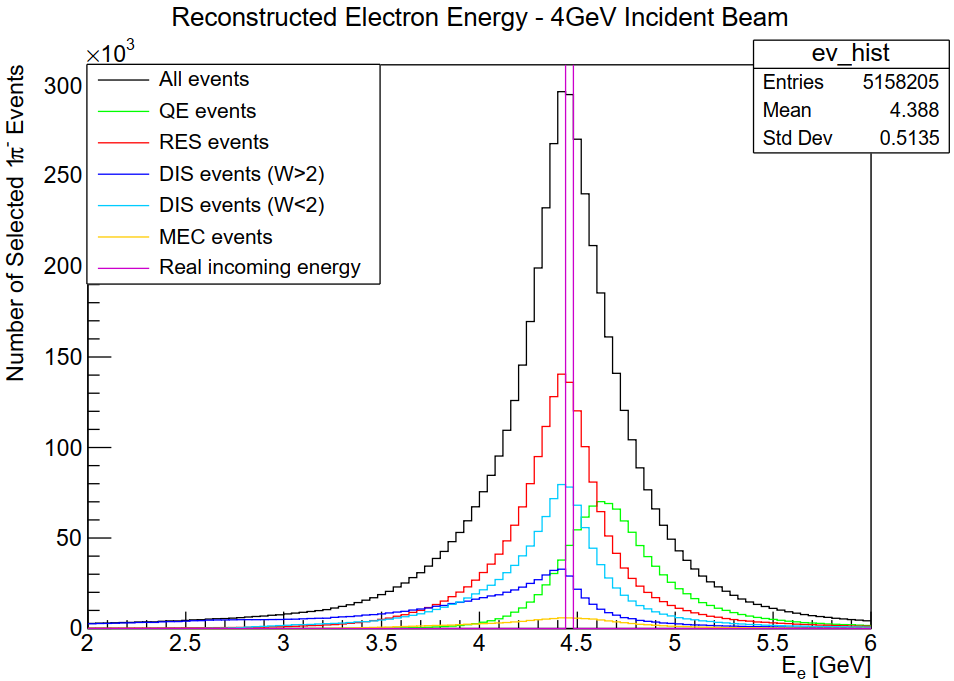 Reconstructed Electron Energy - 4GeV Incident Beam
×10³
ev_hist
Entries 5158205
Mean 4.388
Std Dev 0.5135
All events
QE events
RES events
DIS events (W>2)
DIS events (W<2)
MEC events
Real incoming energy
Number of Selected 1π⁻ Events
300
250
200
150
100
50
0
2 2.5 3 3.5 4 4.5 5 5.5 6
Eₑ [GeV]